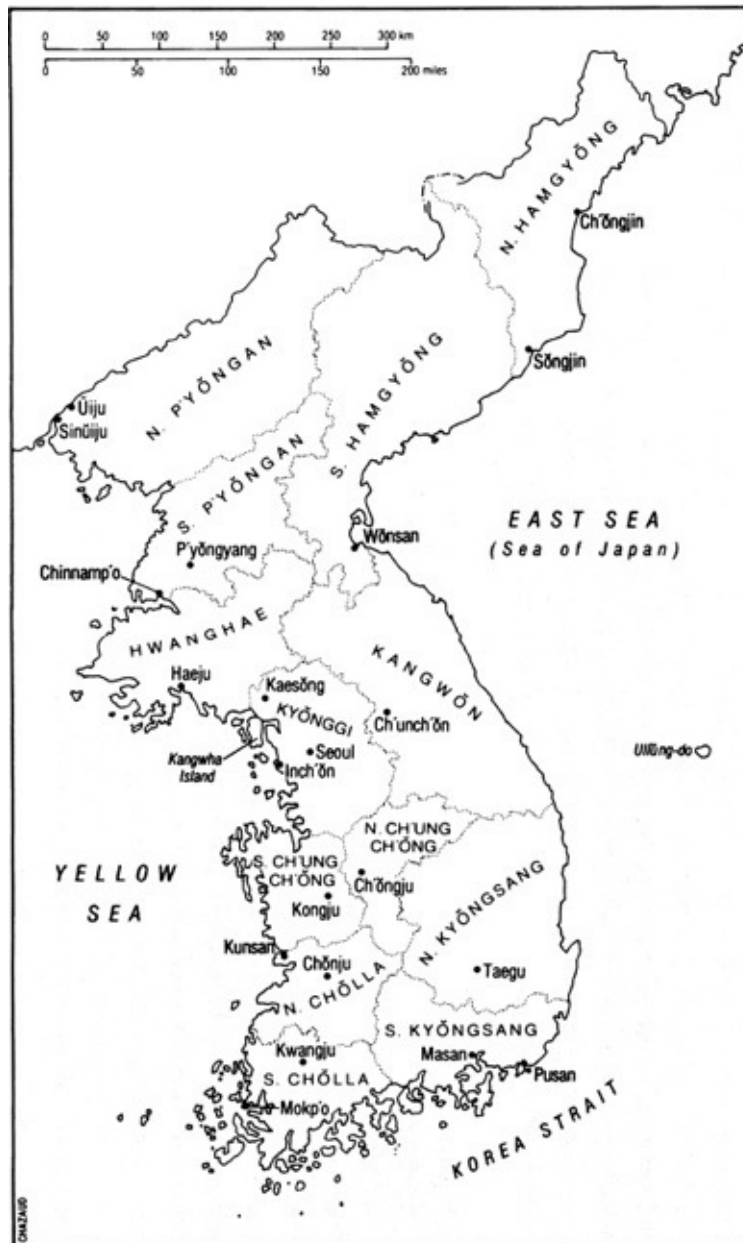 0 50 100 150 200 250 300 km
0 50 100 150 200 miles
N. HAMGYŎNG
Ch'ŏngjin
S. HAMGYŎNG
Sŏngjin
N. P'YŎNGAN
Ŭiju
Sinŭiju
S. P'YŎNGAN
EAST SEA
(Sea of Japan)
Wŏnsan
P'yŏngyang
Chinnamp'o
HWANGHAE
KANGWŎN
Haeju
Kaesŏng
KYŎNGGI
Ch'unch'ŏn
Kangwha
Island
Seoul
Inch'ŏn
Ullŭng-do
N. CH'UNG
CH'ŎNG
S. CH'UNG
CH'ŎNG
Ch'ŏngju
YELLOW
SEA
Kongju
N. KYŎNGSANG
Kunsan
Chŏnju
Taegu
N. CHŎLLA
S. KYŎNGSANG
Kwangju
Masan
Pusan
S. CHŎLLA
Mokp'o
KOREA STRAIT
CHAZAUD